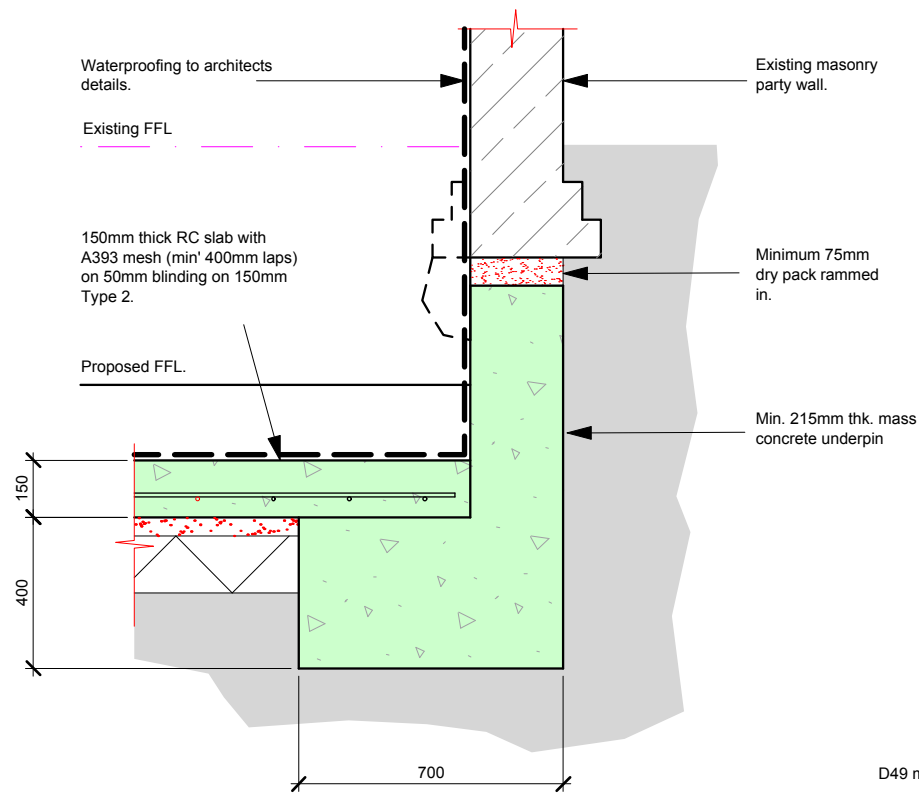 Waterproofing to architects
details.
Existing masonry
party wall.
Existing FFL
150mm thick RC slab with
A393 mesh (min' 400mm laps)
on 50mm blinding on 150mm
Type 2.
Minimum 75mm
dry pack rammed
in.
Proposed FFL.
Min. 215mm thk. mass
concrete underpin
150
400
700
D49 m